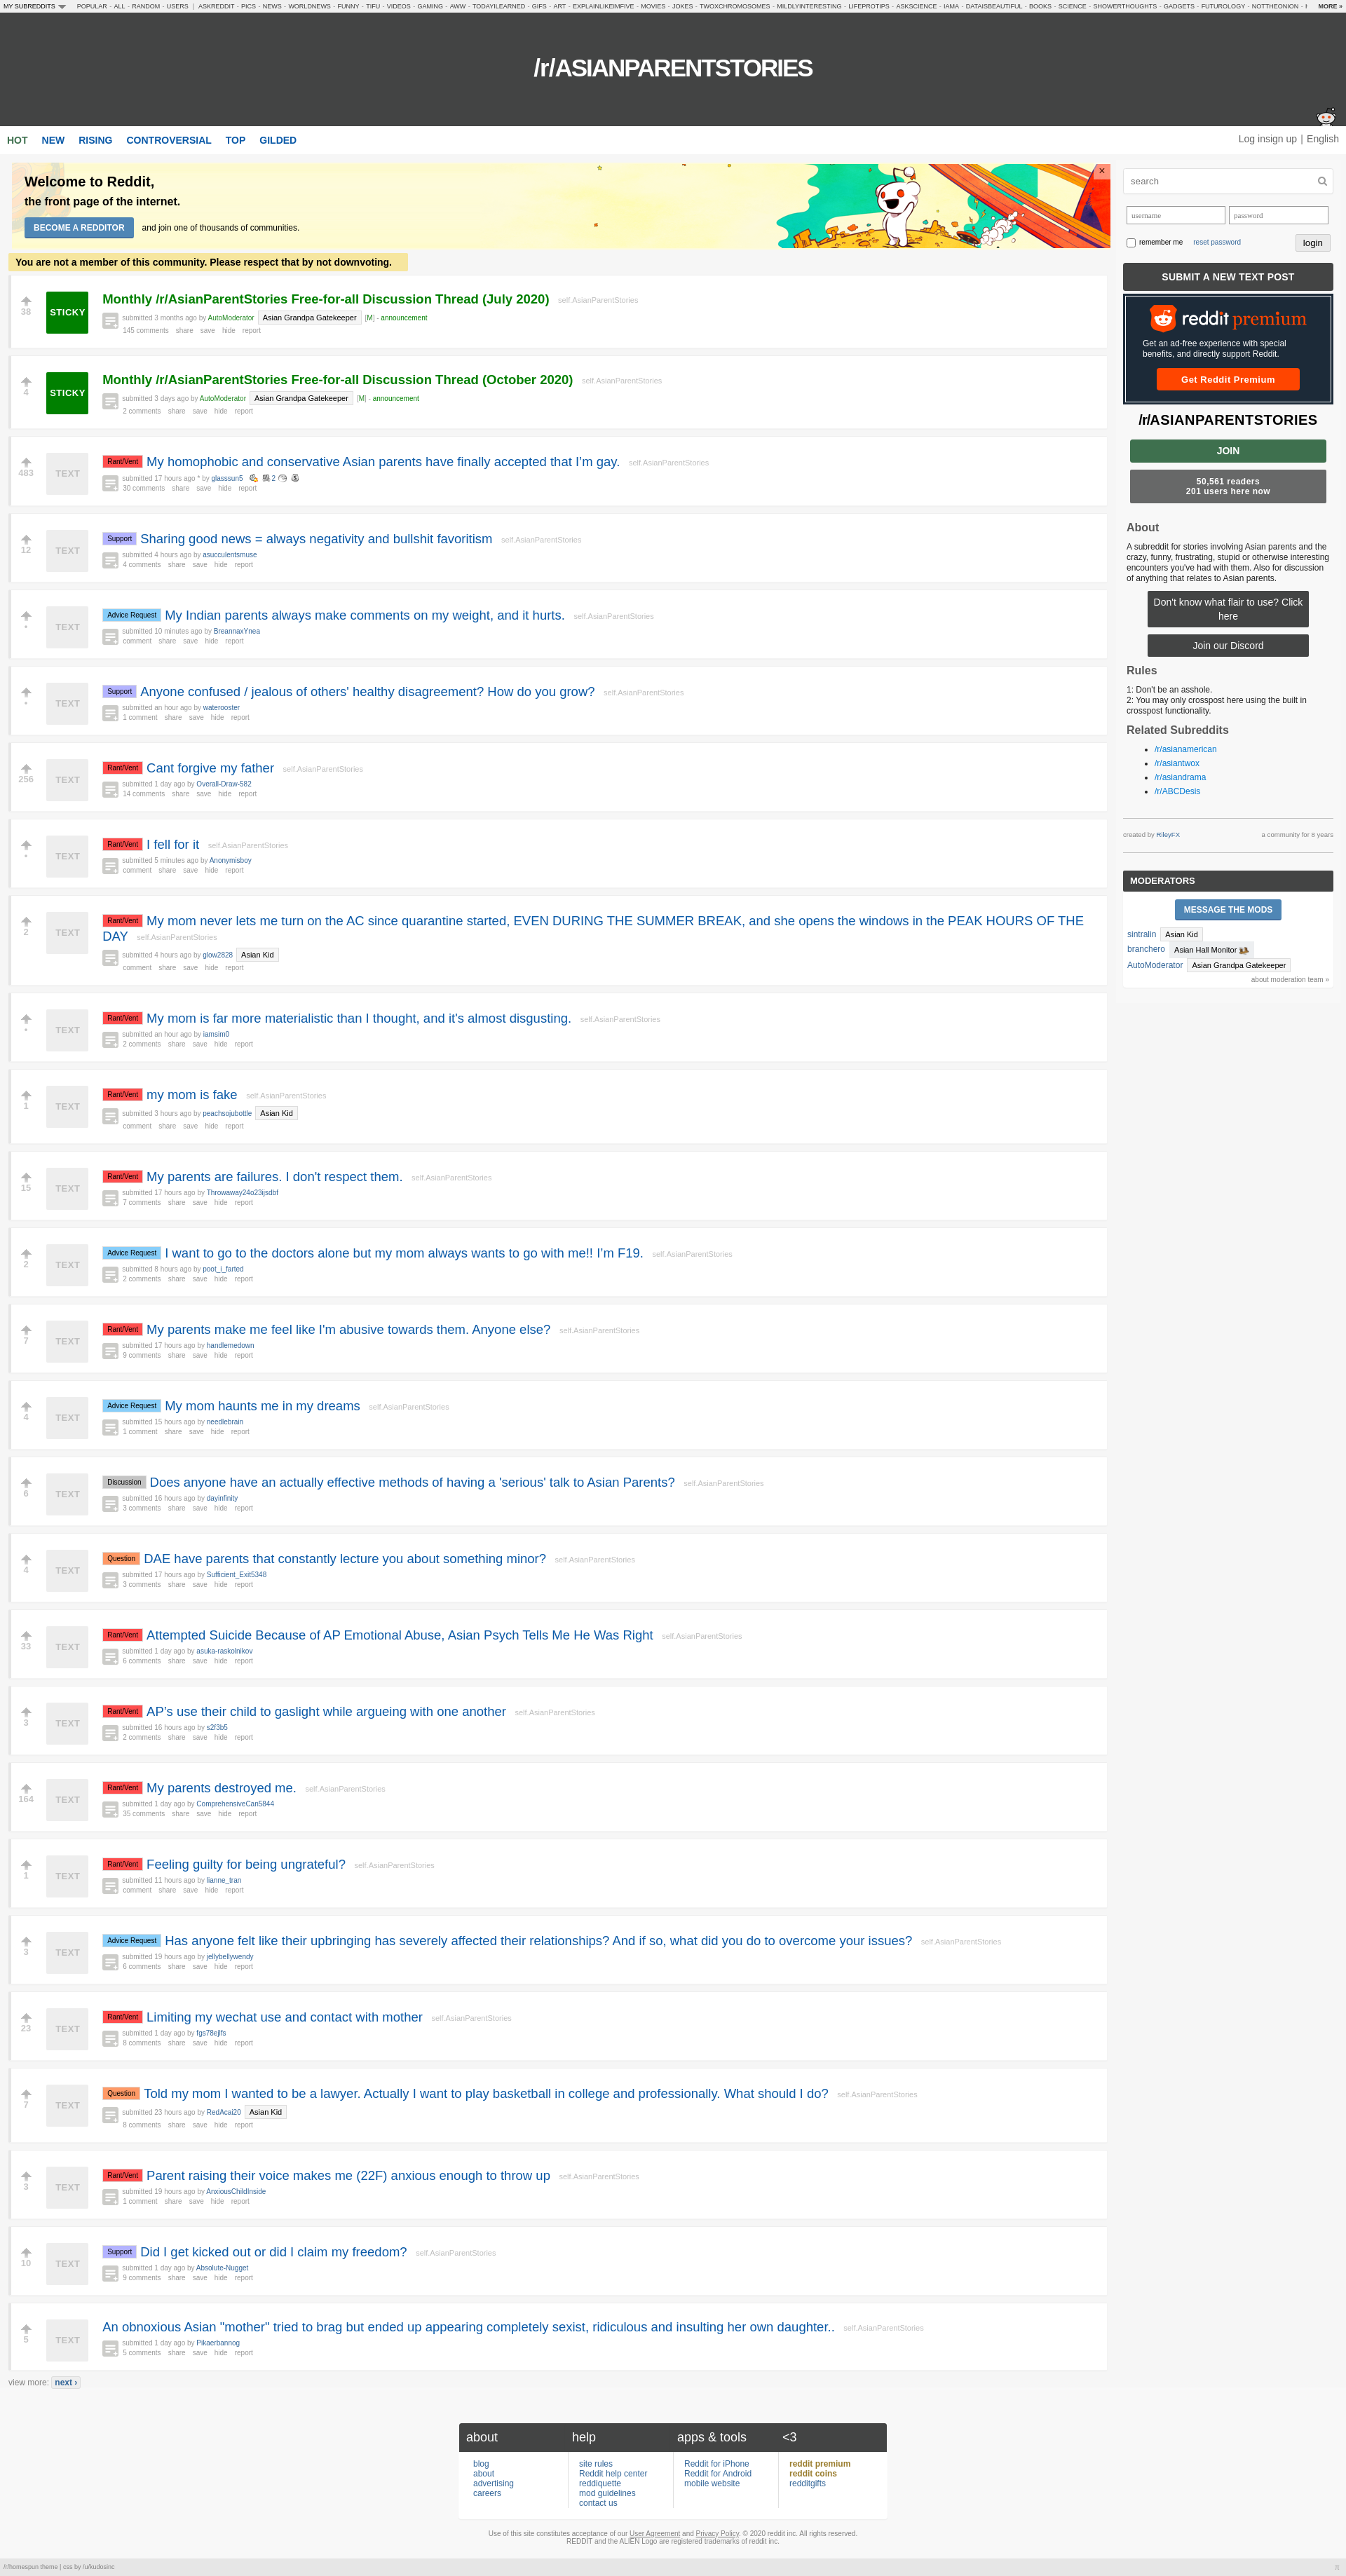 MY SUBREDDITS POPULAR - ALL - RANDOM - USERS | ASKREDDIT - PICS - NEWS - WORLDNEWS - FUNNY - TIFU - VIDEOS - GAMING - AWW - TODAYILEARNED - GIFS - ART - EXPLAINLIKEIMFIVE - MOVIES - JOKES - TWOXCHROMOSOMES - MILDLYINTERESTING - LIFEPROTIPS - ASKSCIENCE - IAMA - DATAISBEAUTIFUL - BOOKS - SCIENCE - SHOWERTHOUGHTS - GADGETS - FUTUROLOGY - NOTTHEONION - MORE »
/r/ASIANPARENTSTORIES
HOT NEW RISING CONTROVERSIAL TOP GILDED
Log in sign up | English
Welcome to Reddit,
the front page of the internet.
BECOME A REDDITOR and join one of thousands of communities.
×
You are not a member of this community. Please respect that by not downvoting.
38
STICKY
Monthly /r/AsianParentStories Free-for-all Discussion Thread (July 2020) self.AsianParentStories
submitted 3 months ago by AutoModerator Asian Grandpa Gatekeeper [M] - announcement
145 comments share save hide report
4
STICKY
Monthly /r/AsianParentStories Free-for-all Discussion Thread (October 2020) self.AsianParentStories
submitted 3 days ago by AutoModerator Asian Grandpa Gatekeeper [M] - announcement
2 comments share save hide report
483
TEXT
Rant/Vent My homophobic and conservative Asian parents have finally accepted that I'm gay. self.AsianParentStories
submitted 17 hours ago * by glasssun5 2
30 comments share save hide report
12
TEXT
Support Sharing good news = always negativity and bullshit favoritism self.AsianParentStories
submitted 4 hours ago by asucculentsmuse
4 comments share save hide report
•
TEXT
Advice Request My Indian parents always make comments on my weight, and it hurts. self.AsianParentStories
submitted 10 minutes ago by BreannaxYnea
comment share save hide report
•
TEXT
Support Anyone confused / jealous of others' healthy disagreement? How do you grow? self.AsianParentStories
submitted an hour ago by waterooster
1 comment share save hide report
256
TEXT
Rant/Vent Cant forgive my father self.AsianParentStories
submitted 1 day ago by Overall-Draw-582
14 comments share save hide report
•
TEXT
Rant/Vent I fell for it self.AsianParentStories
submitted 5 minutes ago by Anonymisboy
comment share save hide report
2
TEXT
Rant/Vent My mom never lets me turn on the AC since quarantine started, EVEN DURING THE SUMMER BREAK, and she opens the windows in the PEAK HOURS OF THE
DAY self.AsianParentStories
submitted 4 hours ago by glow2828 Asian Kid
comment share save hide report
•
TEXT
Rant/Vent My mom is far more materialistic than I thought, and it's almost disgusting. self.AsianParentStories
submitted an hour ago by iamsim0
2 comments share save hide report
1
TEXT
Rant/Vent my mom is fake self.AsianParentStories
submitted 3 hours ago by peachsojubottle Asian Kid
comment share save hide report
15
TEXT
Rant/Vent My parents are failures. I don't respect them. self.AsianParentStories
submitted 17 hours ago by Throwaway24o23ijsdbf
7 comments share save hide report
2
TEXT
Advice Request I want to go to the doctors alone but my mom always wants to go with me!! I'm F19. self.AsianParentStories
submitted 8 hours ago by poot_i_farted
2 comments share save hide report
7
TEXT
Rant/Vent My parents make me feel like I'm abusive towards them. Anyone else? self.AsianParentStories
submitted 17 hours ago by handlemedown
9 comments share save hide report
4
TEXT
Advice Request My mom haunts me in my dreams self.AsianParentStories
submitted 15 hours ago by needlebrain
1 comment share save hide report
6
TEXT
Discussion Does anyone have an actually effective methods of having a 'serious' talk to Asian Parents? self.AsianParentStories
submitted 16 hours ago by dayinfinity
3 comments share save hide report
4
TEXT
Question DAE have parents that constantly lecture you about something minor? self.AsianParentStories
submitted 17 hours ago by Sufficient_Exit5348
3 comments share save hide report
33
TEXT
Rant/Vent Attempted Suicide Because of AP Emotional Abuse, Asian Psych Tells Me He Was Right self.AsianParentStories
submitted 1 day ago by asuka-raskolnikov
6 comments share save hide report
3
TEXT
Rant/Vent AP's use their child to gaslight while argueing with one another self.AsianParentStories
submitted 16 hours ago by s2f3b5
2 comments share save hide report
164
TEXT
Rant/Vent My parents destroyed me. self.AsianParentStories
submitted 1 day ago by ComprehensiveCan5844
35 comments share save hide report
1
TEXT
Rant/Vent Feeling guilty for being ungrateful? self.AsianParentStories
submitted 11 hours ago by lianne_tran
comment share save hide report
3
TEXT
Advice Request Has anyone felt like their upbringing has severely affected their relationships? And if so, what did you do to overcome your issues? self.AsianParentStories
submitted 19 hours ago by jellybellywendy
6 comments share save hide report
23
TEXT
Rant/Vent Limiting my wechat use and contact with mother self.AsianParentStories
submitted 1 day ago by fgs78ejlfs
8 comments share save hide report
7
TEXT
Question Told my mom I wanted to be a lawyer. Actually I want to play basketball in college and professionally. What should I do? self.AsianParentStories
submitted 23 hours ago by RedAcai20 Asian Kid
8 comments share save hide report
3
TEXT
Rant/Vent Parent raising their voice makes me (22F) anxious enough to throw up self.AsianParentStories
submitted 19 hours ago by AnxiousChildInside
1 comment share save hide report
10
TEXT
Support Did I get kicked out or did I claim my freedom? self.AsianParentStories
submitted 1 day ago by Absolute-Nugget
9 comments share save hide report
5
TEXT
An obnoxious Asian "mother" tried to brag but ended up appearing completely sexist, ridiculous and insulting her own daughter.. self.AsianParentStories
submitted 1 day ago by Pikaerbannog
5 comments share save hide report
view more: next ›
search
username password
remember me reset password login
SUBMIT A NEW TEXT POST
reddit premium
Get an ad-free experience with special
benefits, and directly support Reddit.
Get Reddit Premium
/r/ASIANPARENTSTORIES
JOIN
50,561 readers
201 users here now
About
A subreddit for stories involving Asian parents and the
crazy, funny, frustrating, stupid or otherwise interesting
encounters you've had with them. Also for discussion
of anything that relates to Asian parents.
Don't know what flair to use? Click
here
Join our Discord
Rules
1: Don't be an asshole.
2: You may only crosspost here using the built in
crosspost functionality.
Related Subreddits
• /r/asianamerican
• /r/asiantwox
• /r/asiandrama
• /r/ABCDesis
created by RileyFX a community for 8 years
MODERATORS
MESSAGE THE MODS
sintralin Asian Kid
branchero Asian Hall Monitor
AutoModerator Asian Grandpa Gatekeeper
about moderation team »
about help apps & tools <3
blog
about
advertising
careers
site rules
Reddit help center
reddiquette
mod guidelines
contact us
Reddit for iPhone
Reddit for Android
mobile website
reddit premium
reddit coins
redditgifts
Use of this site constitutes acceptance of our User Agreement and Privacy Policy. © 2020 reddit inc. All rights reserved.
REDDIT and the ALIEN Logo are registered trademarks of reddit inc.
/r/homespun theme | css by /u/kudosinc
π